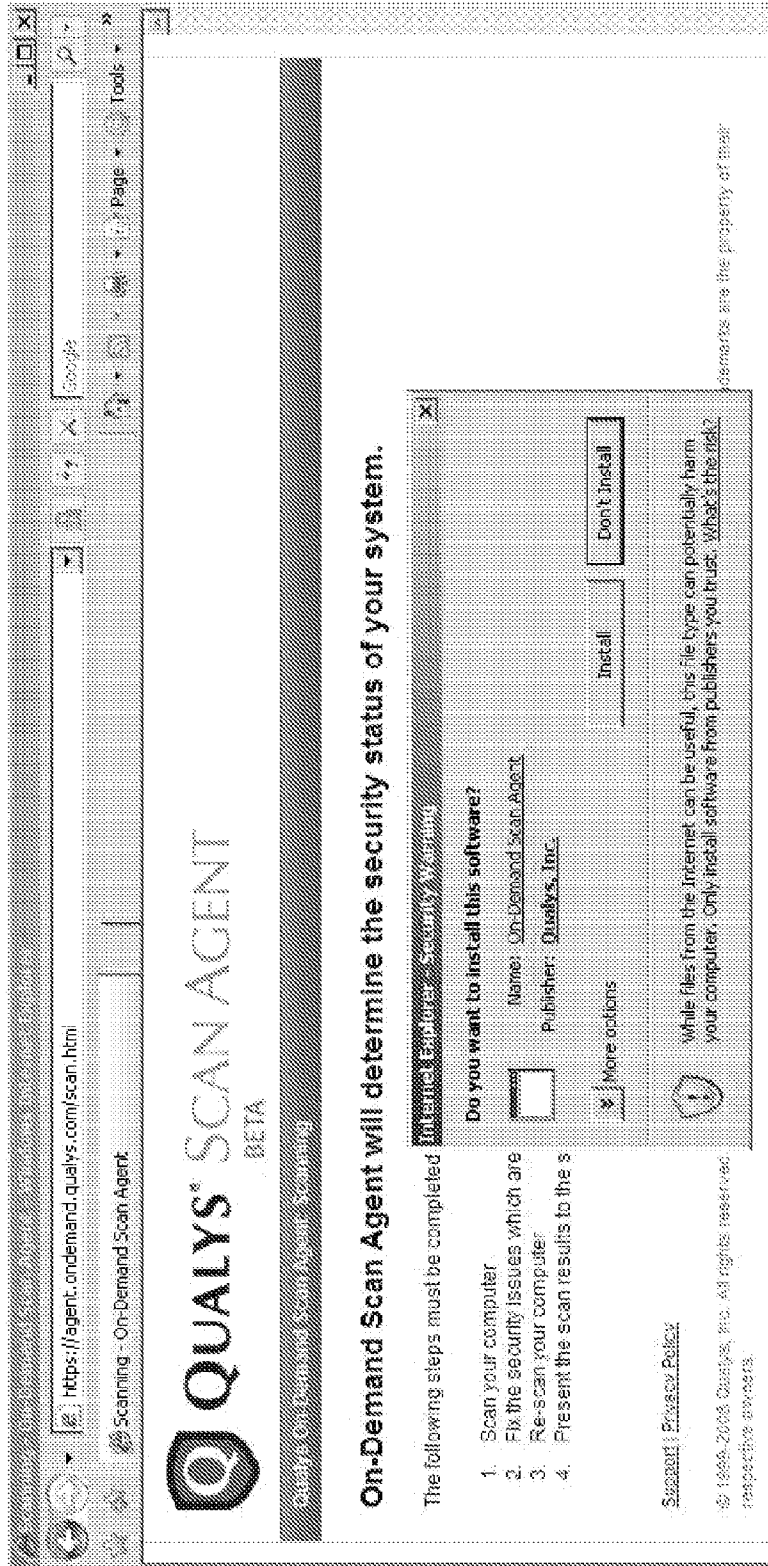 https://agent.ondemand.qualys.com/scan.html
Google
Scanning - On-Demand Scan Agent
Page
Tools
QUALYS® SCAN AGENT
BETA
On-Demand Scan Agent will determine the security status of your system.
The following steps must be completed
1. Scan your computer
2. Fix the security issues which are
3. Re-scan your computer
4. Present the scan results to the s
Internet Explorer - Security Warning
Do you want to install this software?
Name: On-Demand Scan Agent
Publisher: Qualys, Inc.
More options
Install
Don't Install
While files from the Internet can be useful, this file type can potentially harm
your computer. Only install software from publishers you trust. What's the risk?
Support | Privacy Policy
Qualys, Inc. All rights reserved
demarks are the property of their
respective owners.